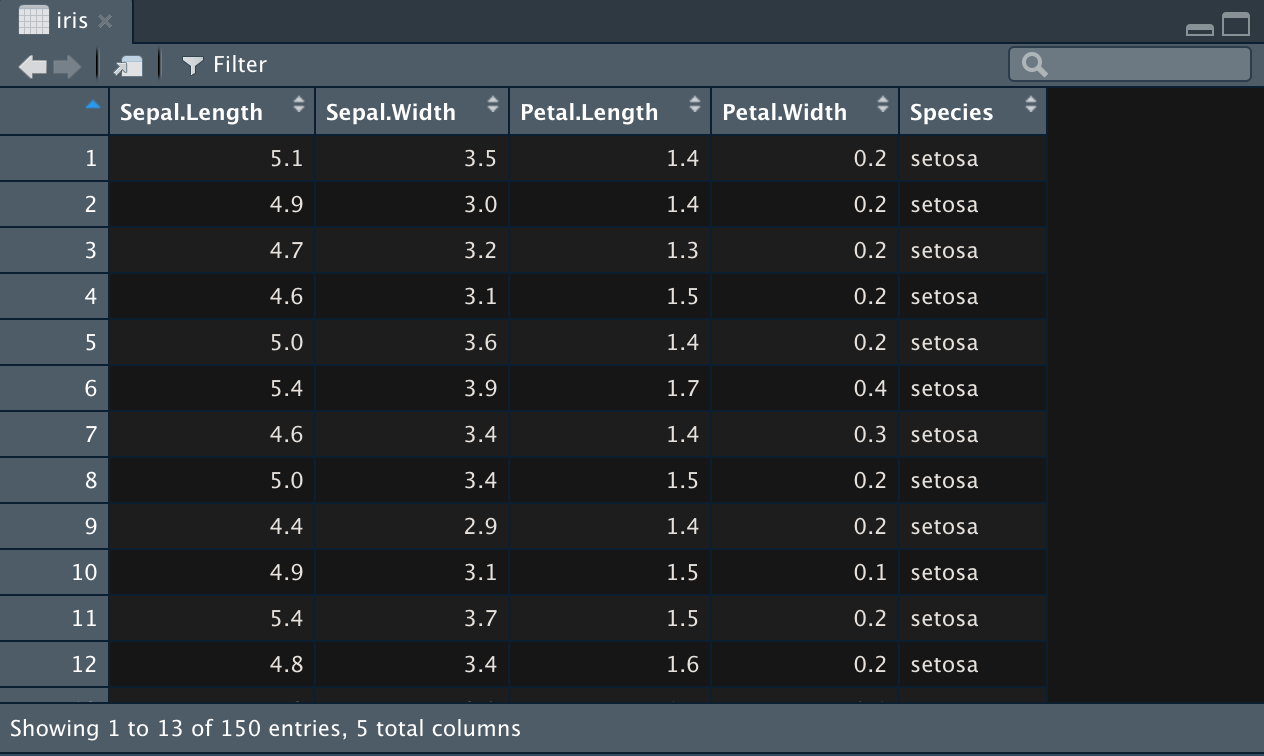 iris
Filter
Sepal.Length Sepal.Width Petal.Length Petal.Width Species
1 5.1 3.5 1.4 0.2 setosa
2 4.9 3.0 1.4 0.2 setosa
3 4.7 3.2 1.3 0.2 setosa
4 4.6 3.1 1.5 0.2 setosa
5 5.0 3.6 1.4 0.2 setosa
6 5.4 3.9 1.7 0.4 setosa
7 4.6 3.4 1.4 0.3 setosa
8 5.0 3.4 1.5 0.2 setosa
9 4.4 2.9 1.4 0.2 setosa
10 4.9 3.1 1.5 0.1 setosa
11 5.4 3.7 1.5 0.2 setosa
12 4.8 3.4 1.6 0.2 setosa
Showing 1 to 13 of 150 entries, 5 total columns